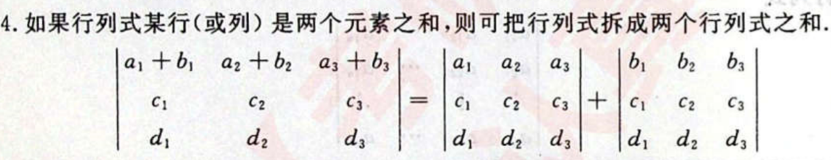 4. 如果行列式某行(或列)是两个元素之和,则可把行列式拆成两个行列式之和.
| a₁ + b₁  a₂ + b₂  a₃ + b₃ |   | a₁  a₂  a₃ |   | b₁  b₂  b₃ |
| c₁  c₂  c₃ | = | c₁  c₂  c₃ | + | c₁  c₂  c₃ |
| d₁  d₂  d₃ |   | d₁  d₂  d₃ |   | d₁  d₂  d₃ |